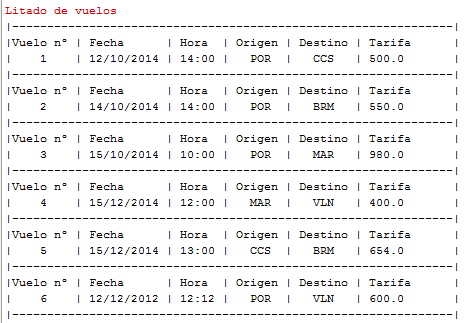 Litado de vuelos
|--------------------------------------------------------------|
|Vuelo nº | Fecha      | Hora  | Origen | Destino | Tarifa     |
|    1    | 12/10/2014 | 14:00 |   POR  |   CCS   | 500.0
|--------------------------------------------------------------|
|Vuelo nº | Fecha      | Hora  | Origen | Destino | Tarifa     |
|    2    | 14/10/2014 | 14:00 |   POR  |   BRM   | 550.0
|--------------------------------------------------------------|
|Vuelo nº | Fecha      | Hora  | Origen | Destino | Tarifa     |
|    3    | 15/10/2014 | 10:00 |   POR  |   MAR   | 980.0
|--------------------------------------------------------------|
|Vuelo nº | Fecha      | Hora  | Origen | Destino | Tarifa     |
|    4    | 15/12/2014 | 12:00 |   MAR  |   VLN   | 400.0
|--------------------------------------------------------------|
|Vuelo nº | Fecha      | Hora  | Origen | Destino | Tarifa     |
|    5    | 15/12/2014 | 13:00 |   CCS  |   BRM   | 654.0
|--------------------------------------------------------------|
|Vuelo nº | Fecha      | Hora  | Origen | Destino | Tarifa     |
|    6    | 12/12/2012 | 12:12 |   POR  |   VLN   | 600.0
|--------------------------------------------------------------|